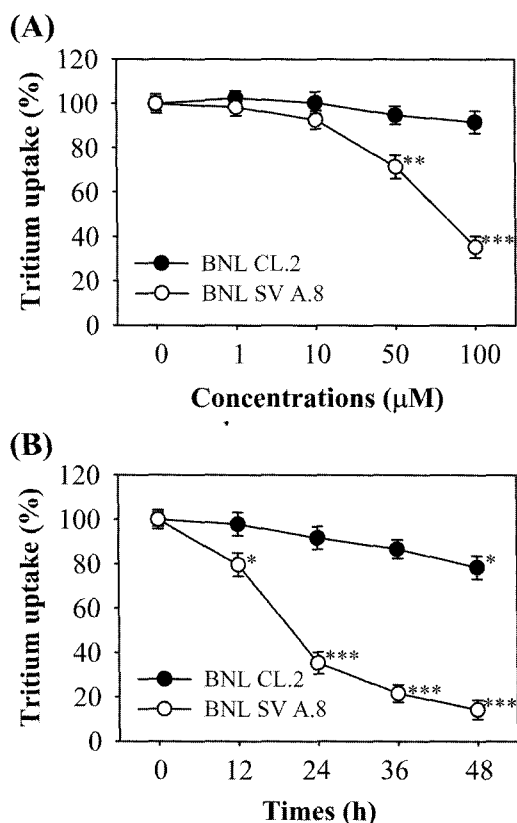 (A)
120
100
80
60
40
20
0
Tritium uptake (%)
**
***
BNL CL.2
BNL SV A.8
0 1 10 50 100
Concentrations (μM)
(B)
120
100
80
60
40
20
0
Tritium uptake (%)
*
*
***
***
***
BNL CL.2
BNL SV A.8
0 12 24 36 48
Times (h)